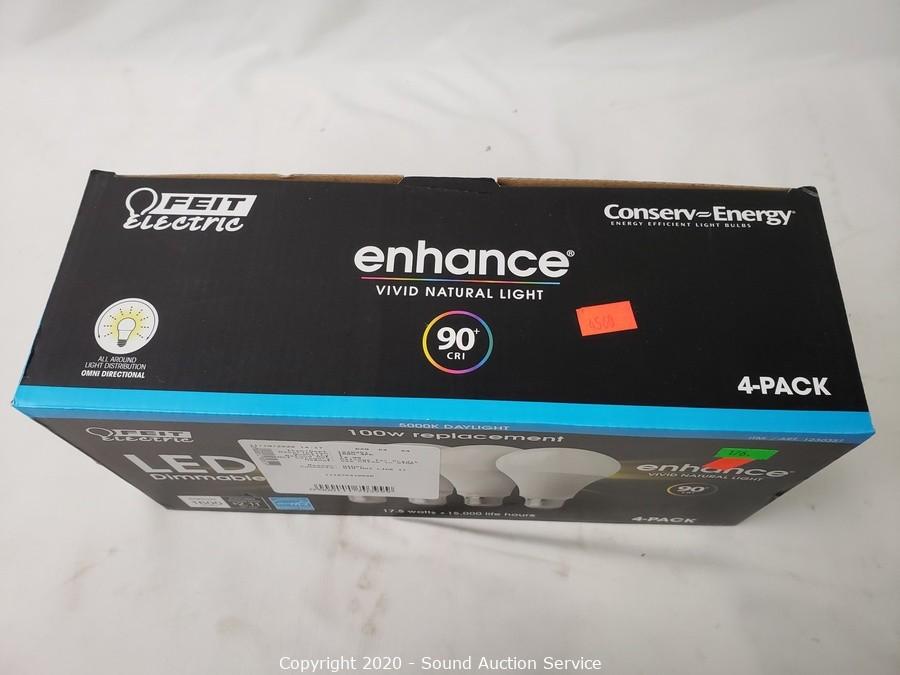 FEIT
Electric
Conserv Energy
ENERGY EFFICIENT LIGHT BULBS
enhance®
VIVID NATURAL LIGHT
90+
CRI
ALL AROUND
LIGHT DISTRIBUTION
OMNI DIRECTIONAL
4-PACK
5000K DAYLIGHT
FEIT
Electric
100w replacement
LED
Dimmable
enhance
VIVID NATURAL LIGHT
90
1600
17.5 watts • 15,000 life hours
4-PACK
Copyright 2020 - Sound Auction Service